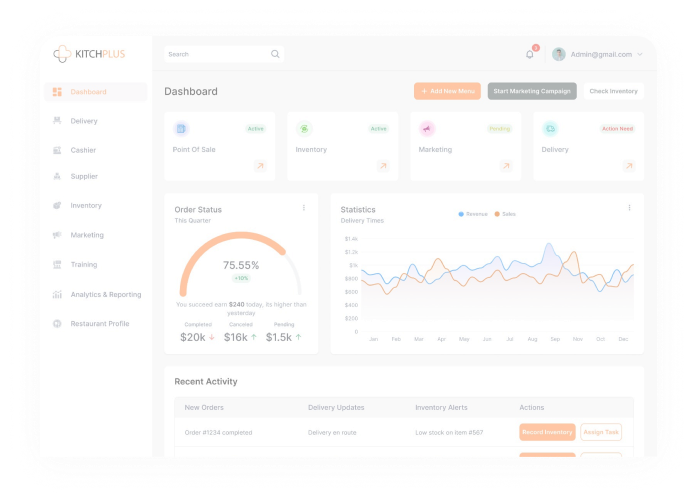 KITCHPLUS
Search
Admin@gmail.com
Dashboard
Delivery
Cashier
Supplier
Inventory
Marketing
Training
Analytics & Reporting
Restaurant Profile
Dashboard
+ Add New Menu
Start Marketing Campaign
Check Inventory
Active
Point Of Sale
Active
Inventory
Pending
Marketing
Action Need
Delivery
Order Status
This Quarter
75.55%
+10%
You succeed earn $240 today, its higher than
yesterday
Completed
$20k
Canceled
$16k
Pending
$1.5k
Statistics
Delivery Times
Revenue
Sales
$1.4k
$1.2k
$1k
$800
$600
$400
$200
0
Jan Feb Mar Apr May Jun Jul Aug Sep Nov Oct Dec
Recent Activity
New Orders Delivery Updates Inventory Alerts Actions
Order #1234 completed Delivery en route Low stock on item #567 Record Inventory Assign Task